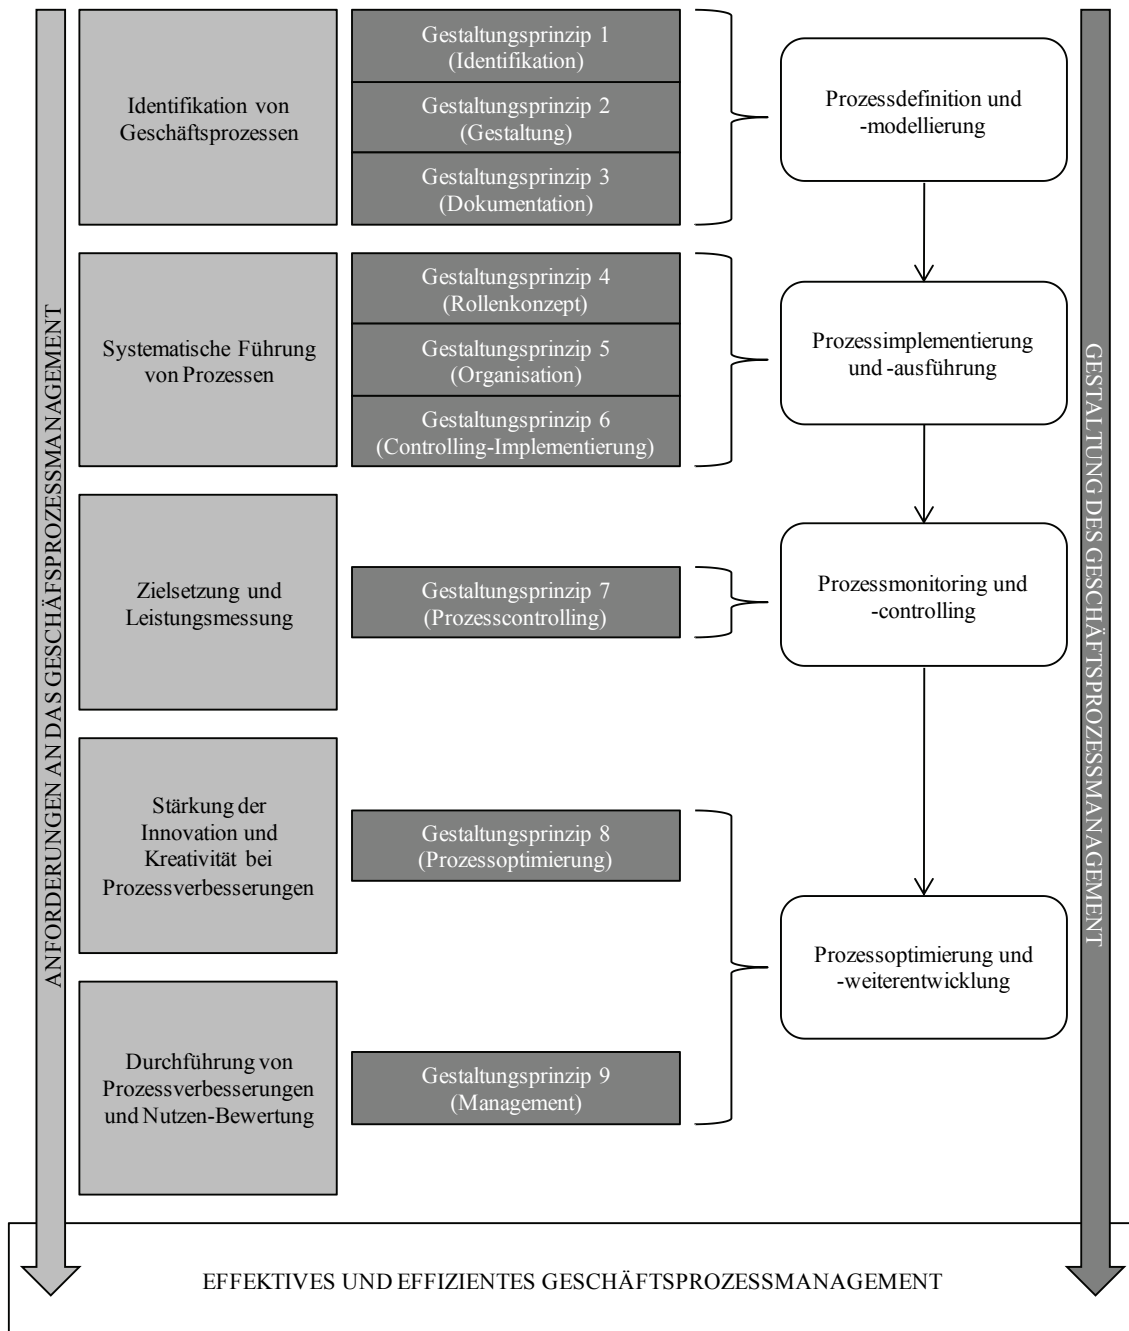 ANFORDERUNGEN AN DAS GESCHÄFSPROZESSMANAGEMENT
Identifikation von
Geschäftsprozessen
Gestaltungsprinzip 1
(Identifikation)
Gestaltungsprinzip 2
(Gestaltung)
Gestaltungsprinzip 3
(Dokumentation)
Prozessdefinition und
-modellierung
Systematische Führung
von Prozessen
Gestaltungsprinzip 4
(Rollenkonzept)
Gestaltungsprinzip 5
(Organisation)
Gestaltungsprinzip 6
(Controlling-Implementierung)
Prozessimplementierung
und -ausführung
Zielsetzung und
Leistungsmessung
Gestaltungsprinzip 7
(Prozesscontrolling)
Prozessmonitoring und
-controlling
Stärkung der
Innovation und
Kreativität bei
Prozessverbesserungen
Gestaltungsprinzip 8
(Prozessoptimierung)
Prozessoptimierung und
-weiterentwicklung
Durchführung von
Prozessverbesserungen
und Nutzen-Bewertung
Gestaltungsprinzip 9
(Management)
GESTALTUNG DES GESCHÄFTSPROZESSMANAGEMENT
EFFEKTIVES UND EFFIZIENTES GESCHÄFTSPROZESSMANAGEMENT